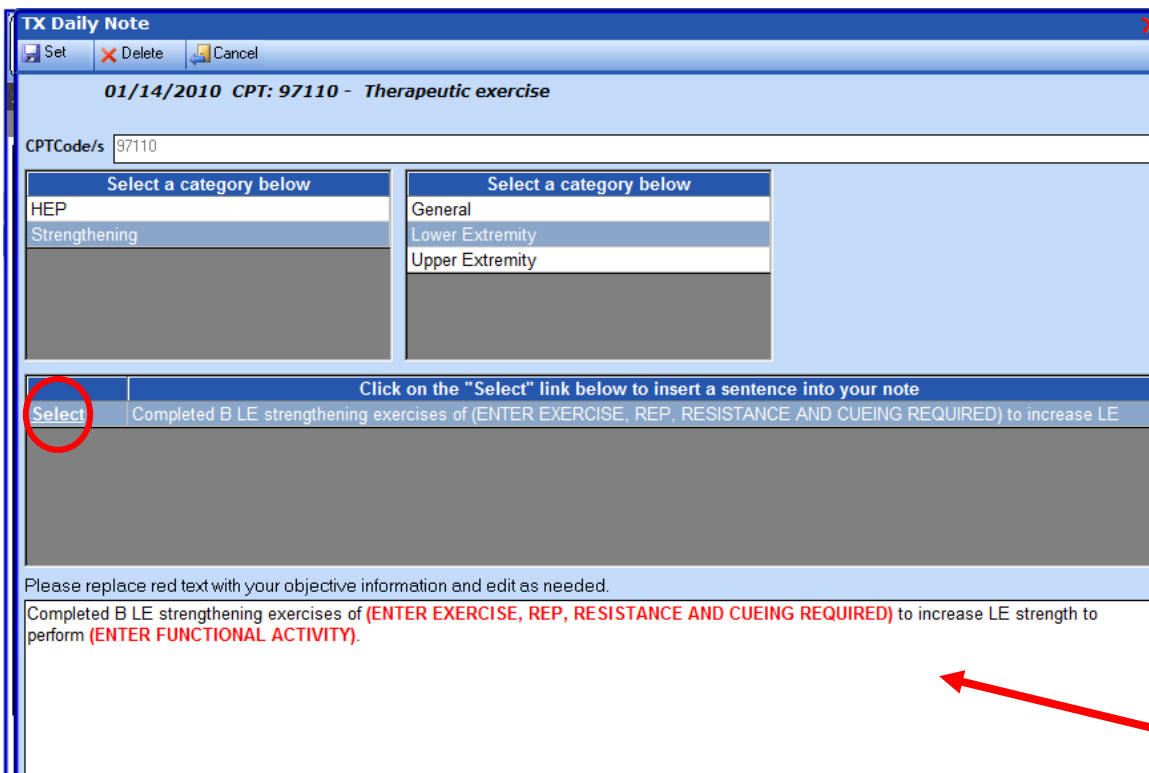 TX Daily Note
Set Delete Cancel
01/14/2010 CPT: 97110 - Therapeutic exercise
CPTCode/s 97110
Select a category below
HEP
Strengthening
Select a category below
General
Lower Extremity
Upper Extremity
Click on the "Select" link below to insert a sentence into your note
Select Completed B LE strengthening exercises of (ENTER EXERCISE, REP, RESISTANCE AND CUEING REQUIRED) to increase LE
Please replace red text with your objective information and edit as needed.
Completed B LE strengthening exercises of (ENTER EXERCISE, REP, RESISTANCE AND CUEING REQUIRED) to increase LE strength to
perform (ENTER FUNCTIONAL ACTIVITY).